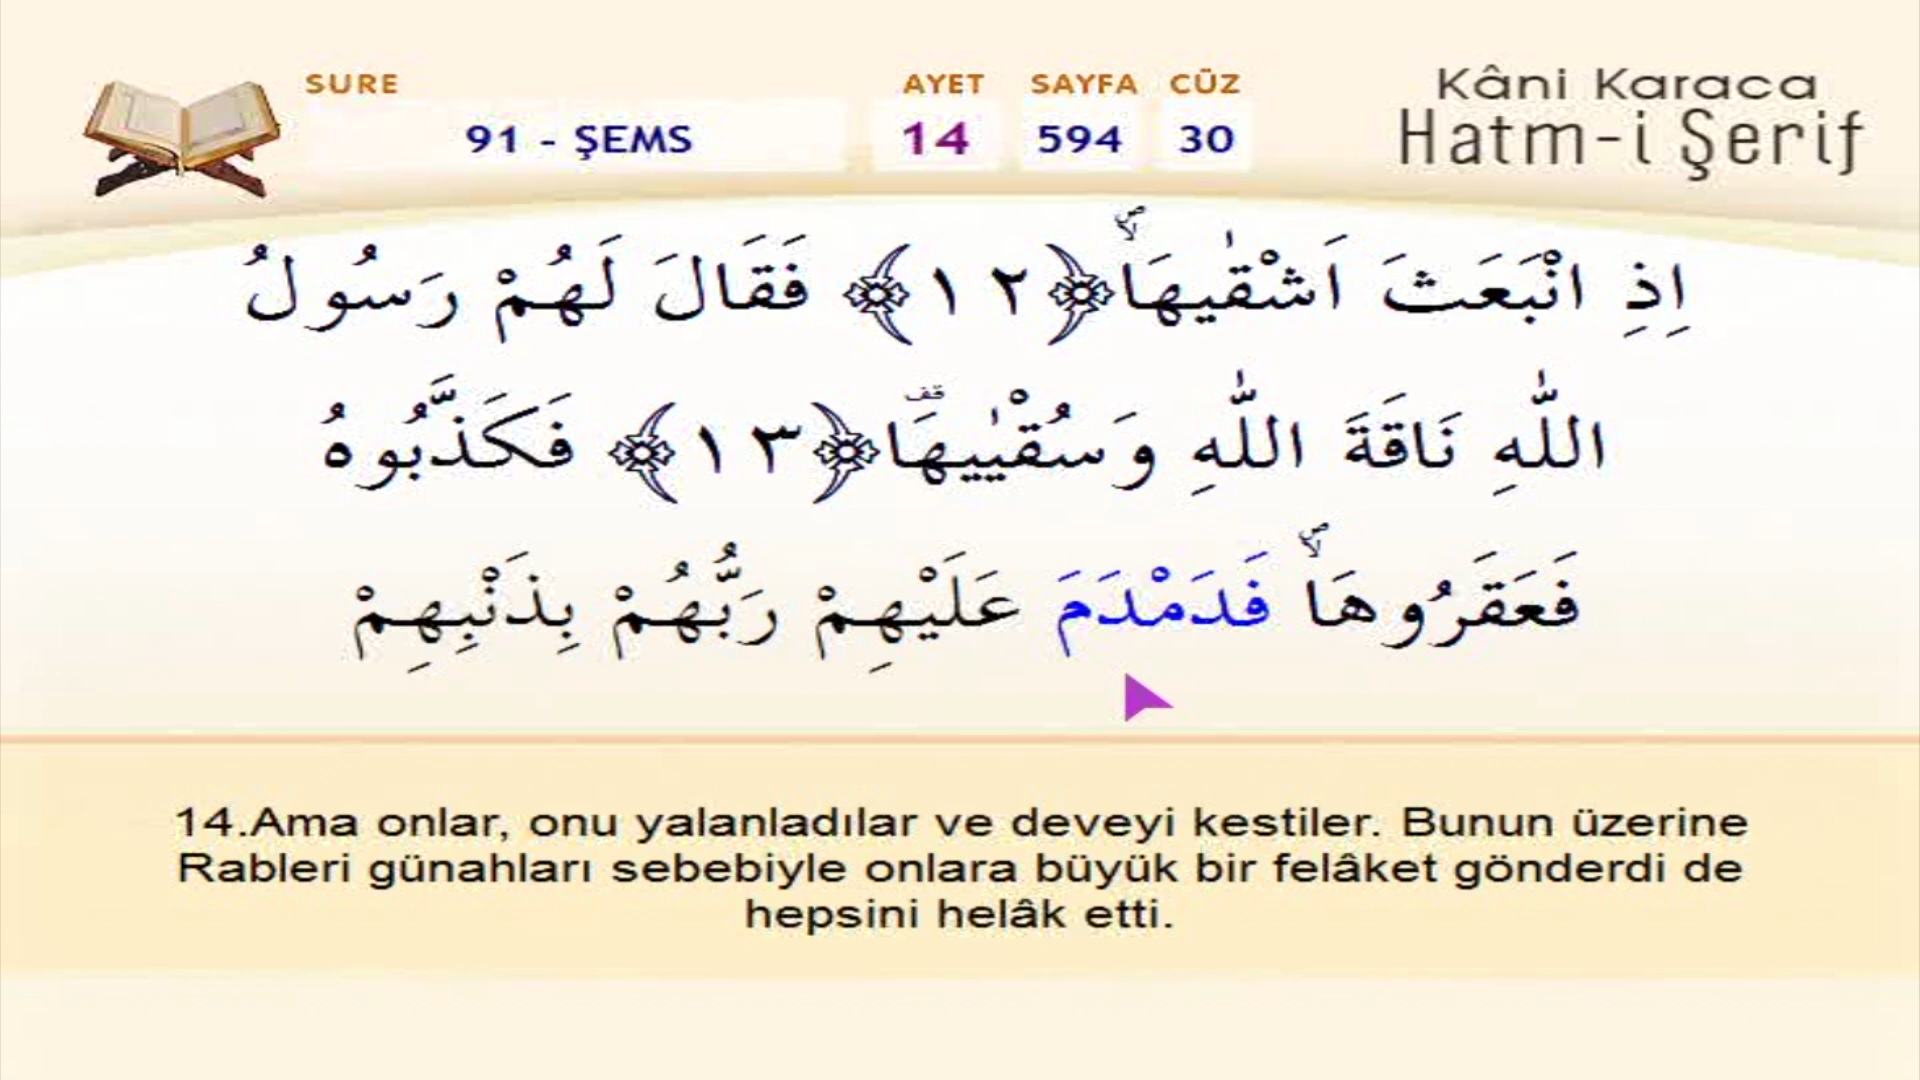 SURE AYET SAYFA CÜZ
91 - ŞEMS 14 594 30
Kâni Karaca
Hatm-i Şerif
اِذِ انْبَعَثَ اَشْقٰيهَاۙۖ ﴿١٢﴾ فَقَالَ لَهُمْ رَسُولُ
اللّٰهِ نَاقَةَ اللّٰهِ وَسُقْيٰيهَاۜ ﴿١٣﴾ فَكَذَّبُوهُ
فَعَقَرُوهَاۙۖ فَدَمْدَمَ عَلَيْهِمْ رَبُّهُمْ بِذَنْبِهِمْ
14.Ama onlar, onu yalanladılar ve deveyi kestiler. Bunun üzerine
Rableri günahları sebebiyle onlara büyük bir felâket gönderdi de
hepsini helâk etti.